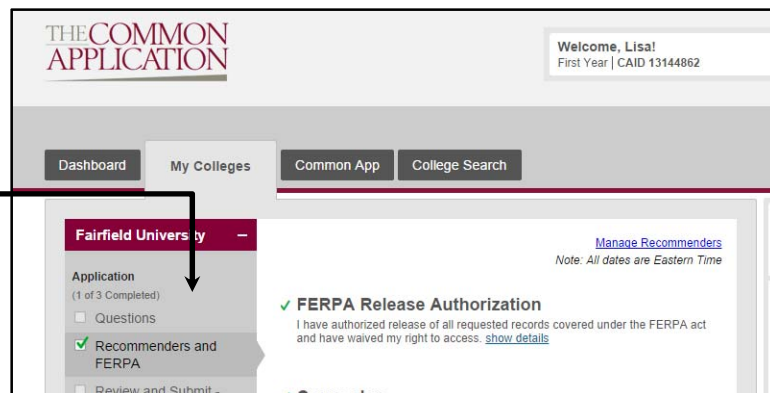 THE COMMON
APPLICATION
Welcome, Lisa!
First Year | CAID 13144862
Dashboard
My Colleges
Common App
College Search
Fairfield University –
Manage Recommenders
Note: All dates are Eastern Time
Application
(1 of 3 Completed)
Questions
Recommenders and
FERPA
Review and Submit -
FERPA Release Authorization
I have authorized release of all requested records covered under the FERPA act
and have waived my right to access. show details